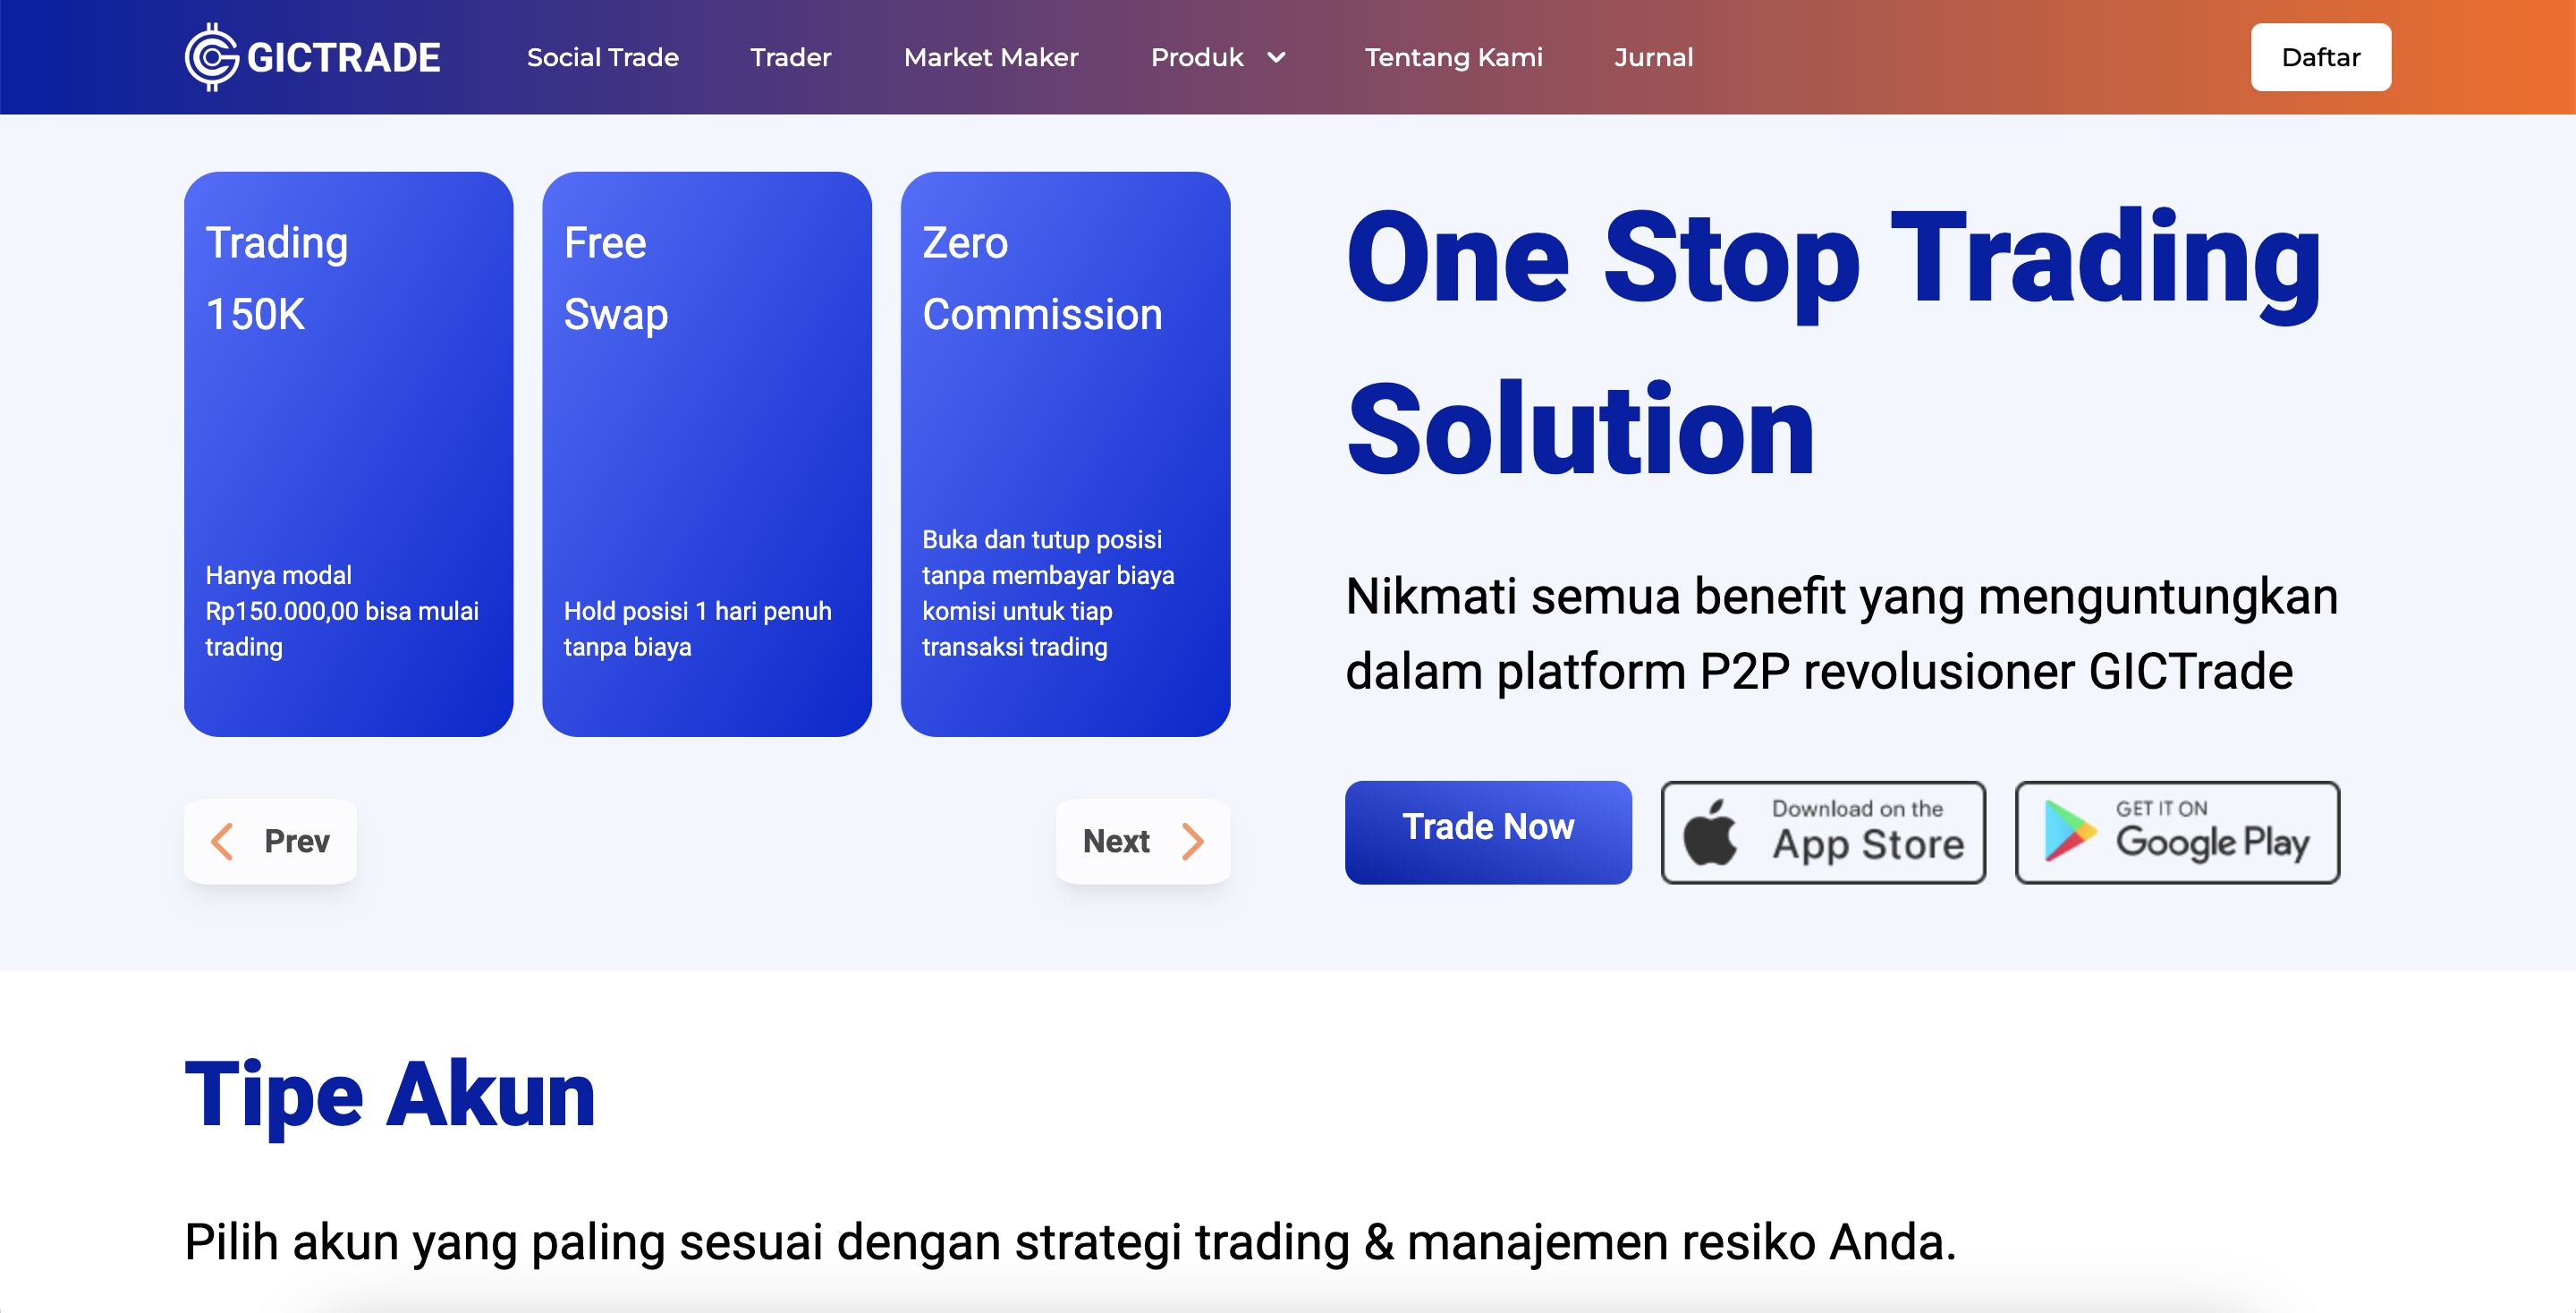 GICTRADE
Social Trade
Trader
Market Maker
Produk
Tentang Kami
Jurnal
Daftar
Trading
150K
Hanya modal
Rp150.000,00 bisa mulai
trading
Free
Swap
Hold posisi 1 hari penuh
tanpa biaya
Zero
Commission
Buka dan tutup posisi
tanpa membayar biaya
komisi untuk tiap
transaksi trading
Prev
Next
One Stop Trading
Solution
Nikmati semua benefit yang menguntungkan
dalam platform P2P revolusioner GICTrade
Trade Now
Download on the
App Store
GET IT ON
Google Play
Tipe Akun
Pilih akun yang paling sesuai dengan strategi trading & manajemen resiko Anda.